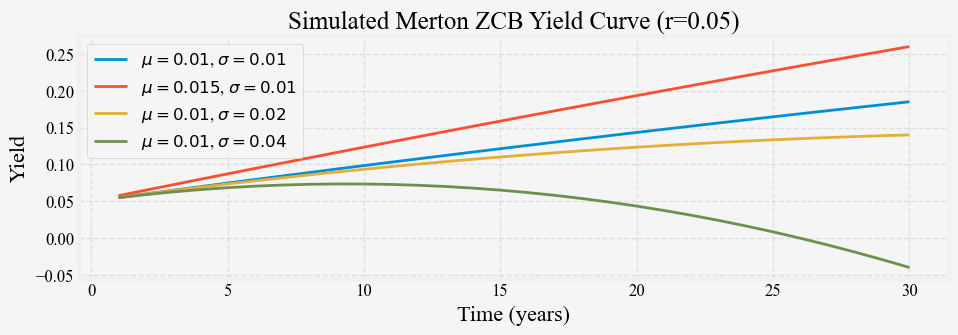 Simulated Merton ZCB Yield Curve (r=0.05)
μ = 0.01, σ = 0.01
μ = 0.015, σ = 0.01
μ = 0.01, σ = 0.02
μ = 0.01, σ = 0.04
Yield
0.25
0.20
0.15
0.10
0.05
0.00
−0.05
0 5 10 15 20 25 30
Time (years)